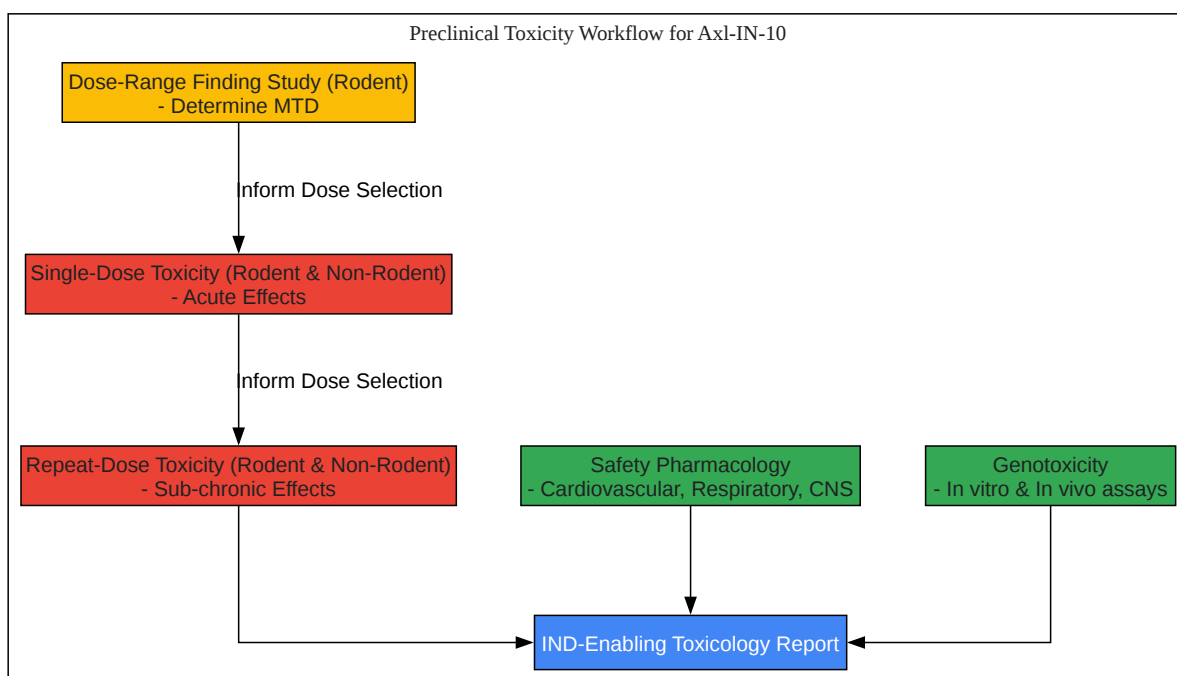 Preclinical Toxicity Workflow for Axl-IN-10
Dose-Range Finding Study (Rodent)
- Determine MTD
Inform Dose Selection
Single-Dose Toxicity (Rodent & Non-Rodent)
- Acute Effects
Inform Dose Selection
Repeat-Dose Toxicity (Rodent & Non-Rodent)
- Sub-chronic Effects
Safety Pharmacology
- Cardiovascular, Respiratory, CNS
Genotoxicity
- In vitro & In vivo assays
IND-Enabling Toxicology Report